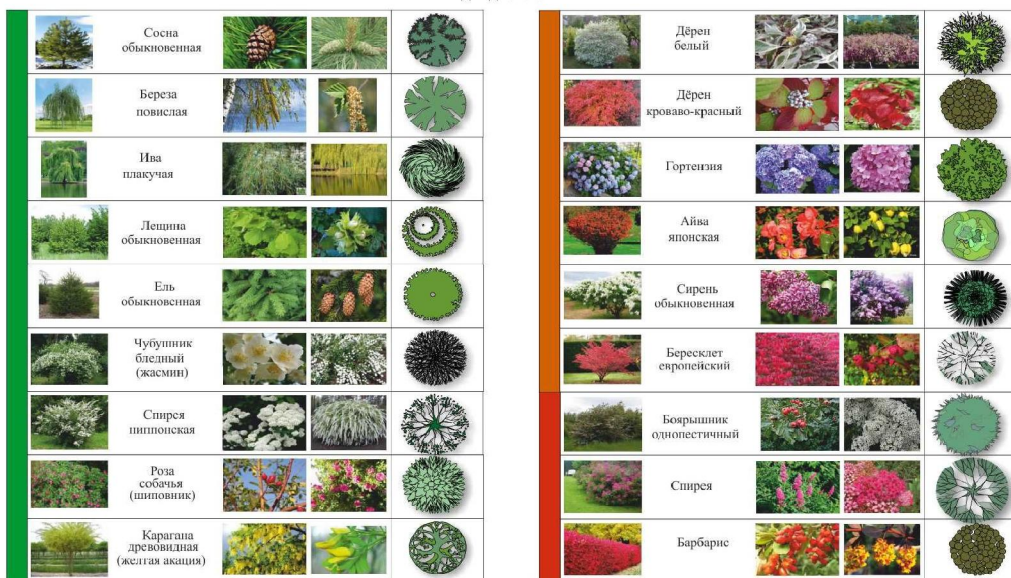 Сосна
обыкновенная
Береза
повислая
Ива
плакучая
Лещина
обыкновенная
Ель
обыкновенная
Чубушник
бледный
(жасмин)
Спирея
ниппонская
Роза
собачья
(шиповник)
Карагана
древовидная
(желтая акация)
Дёрен
белый
Дёрен
кроваво-красный
Гортензия
Айва
японская
Сирень
обыкновенная
Бересклет
европейский
Боярышник
однопестичный
Спирея
Барбарис